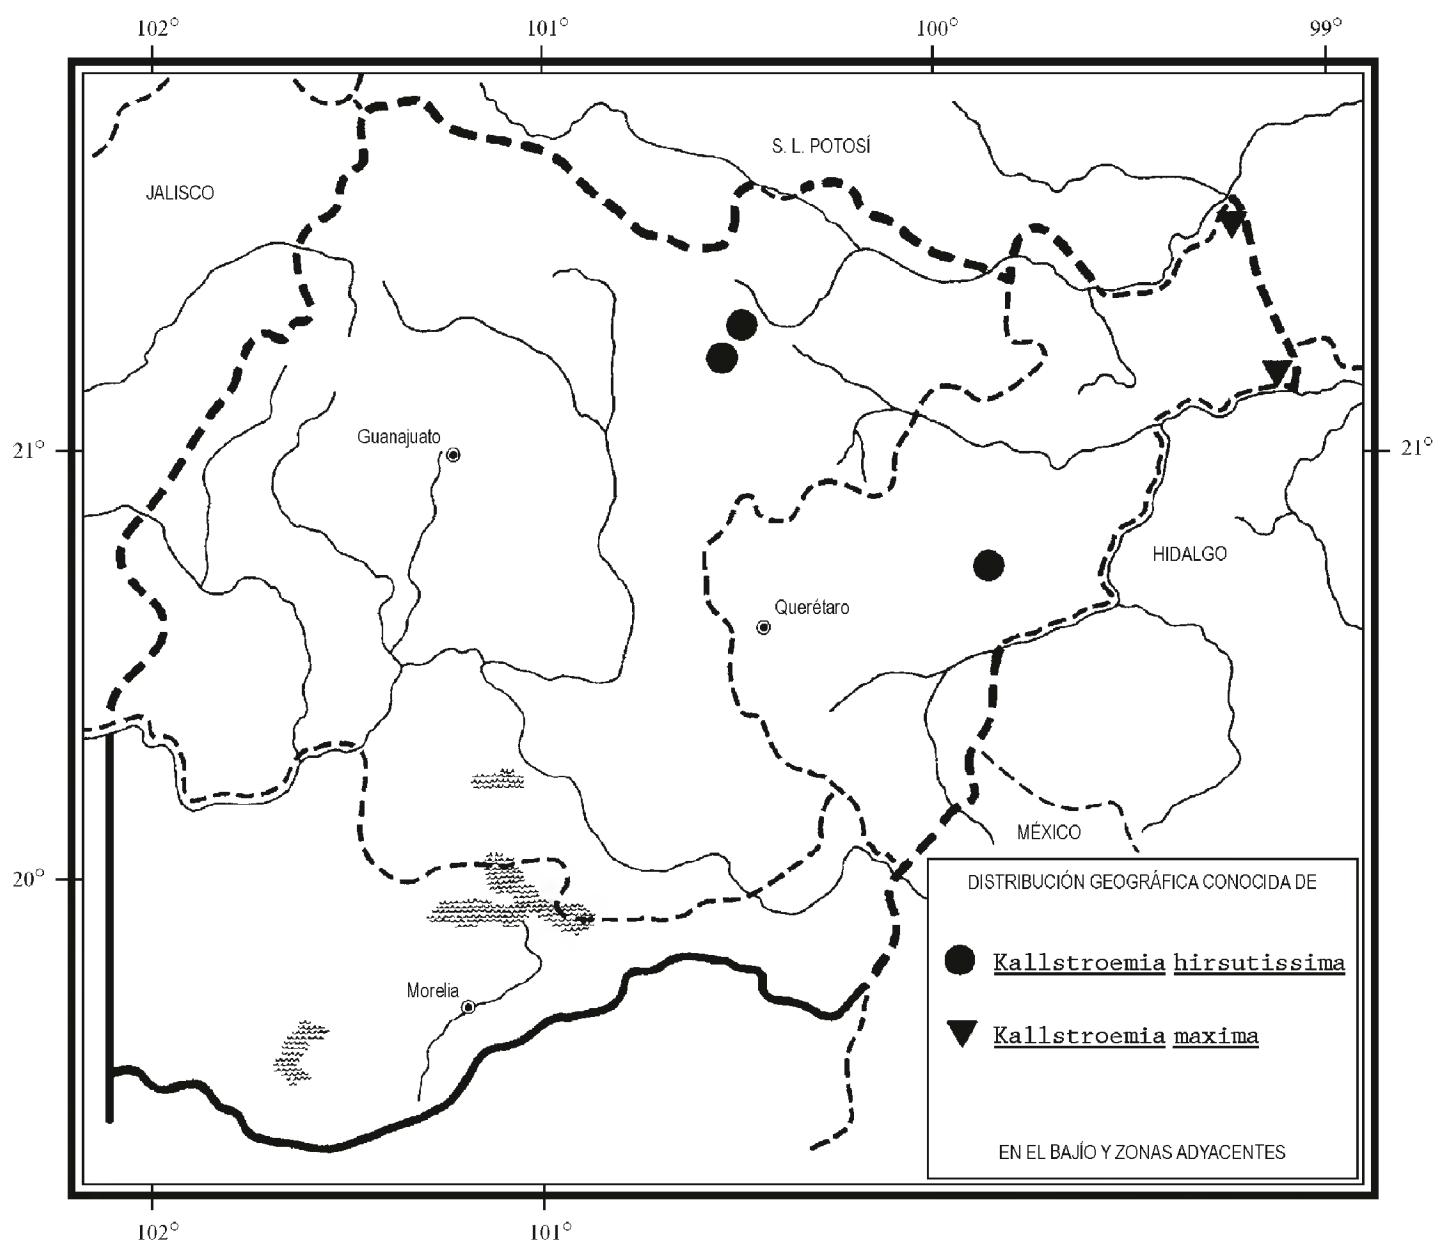 102° 101° 100° 99°
S. L. POTOSÍ
JALISCO
Guanajuato
21° 21°
HIDALGO
Querétaro
MÉXICO
20°
DISTRIBUCIÓN GEOGRÁFICA CONOCIDA DE
Kallstroemia hirsutissima
Morelia
Kallstroemia maxima
EN EL BAJÍO Y ZONAS ADYACENTES
102° 101°